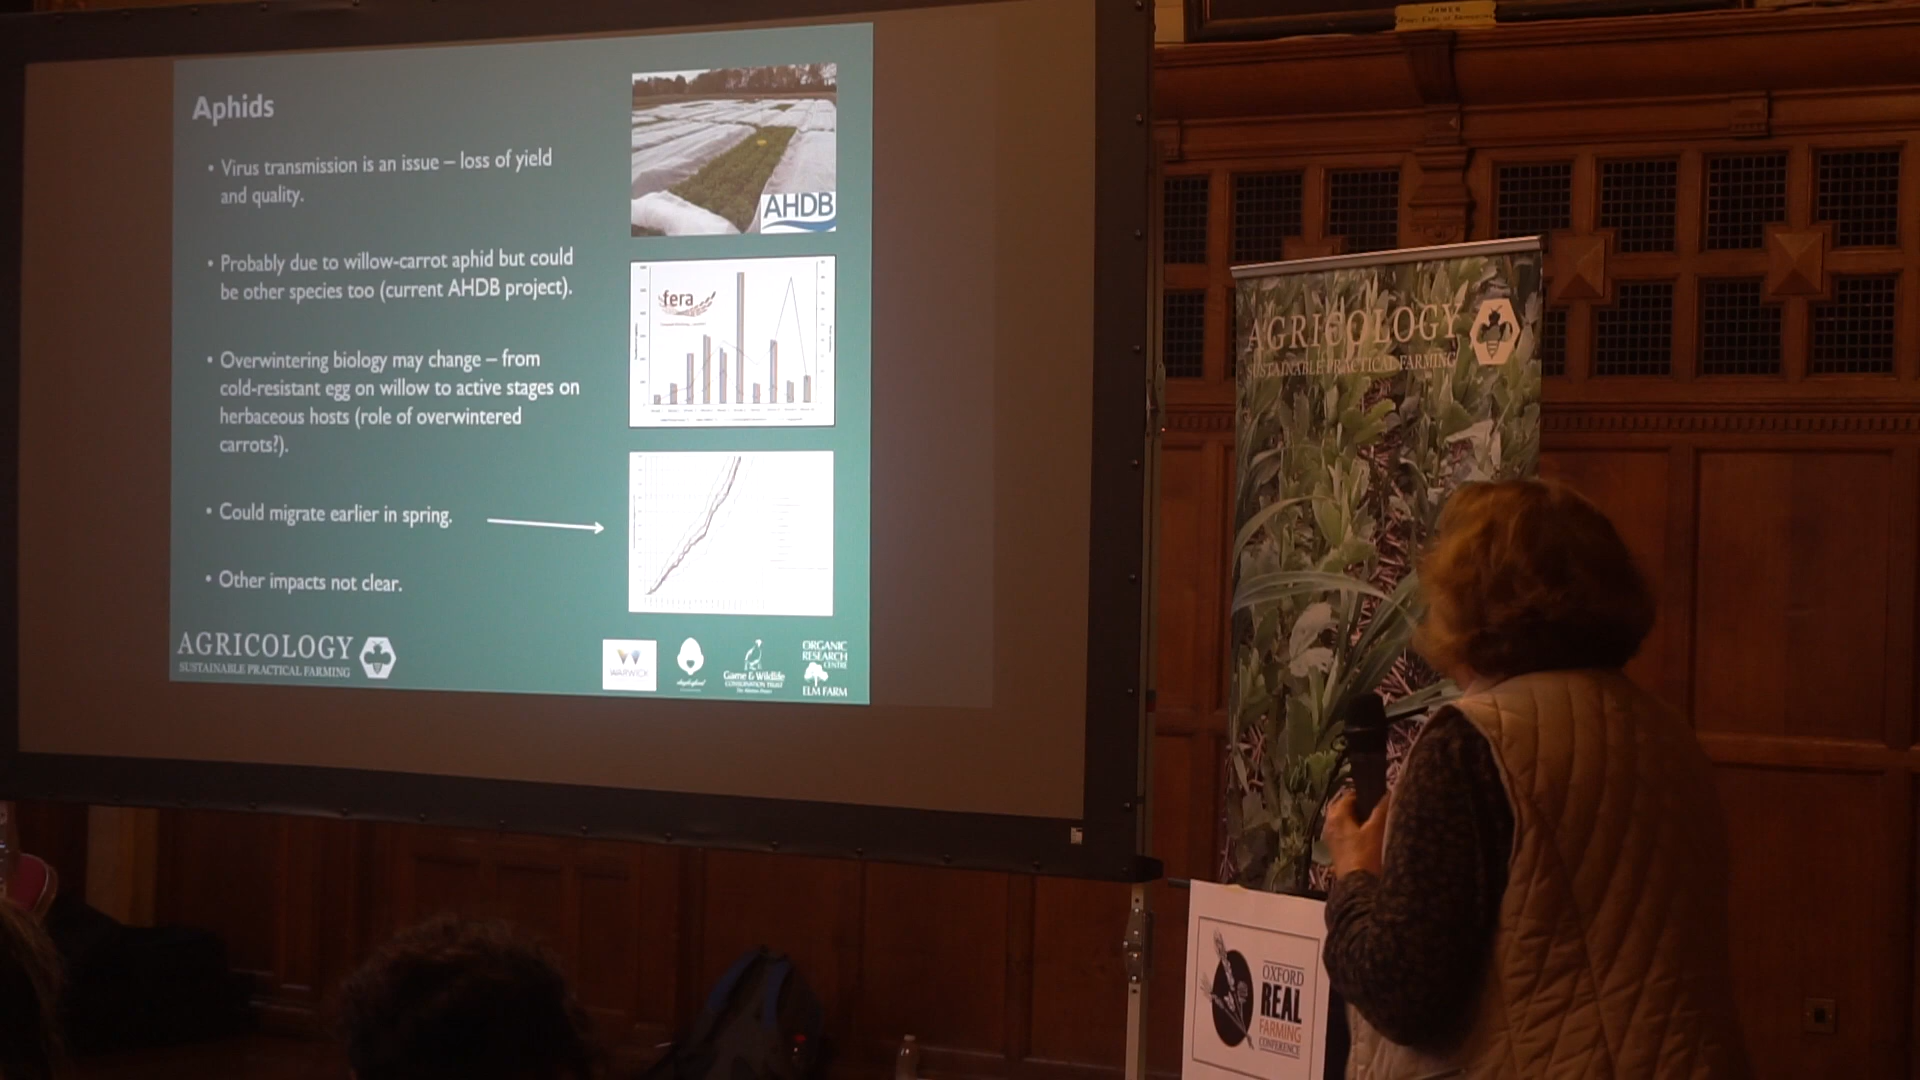 Aphids
• Virus transmission is an issue – loss of yield
and quality.
• Probably due to willow-carrot aphid but could
be other species too (current AHDB project).
• Overwintering biology may change – from
cold-resistant egg on willow to active stages on
herbaceous hosts (role of overwintered
carrots?).
• Could migrate earlier in spring.
• Other impacts not clear.
AHDB
fera
AGRICOLOGY
SUSTAINABLE PRACTICAL FARMING
WARWICK
Game & Wildlife
CONSERVATION TRUST
ORGANIC
RESEARCH
CENTRE
ELM FARM
JAMES
AGRICOLOGY
SUSTAINABLE PRACTICAL FARMING
OXFORD
REAL
FARMING
CONFERENCE